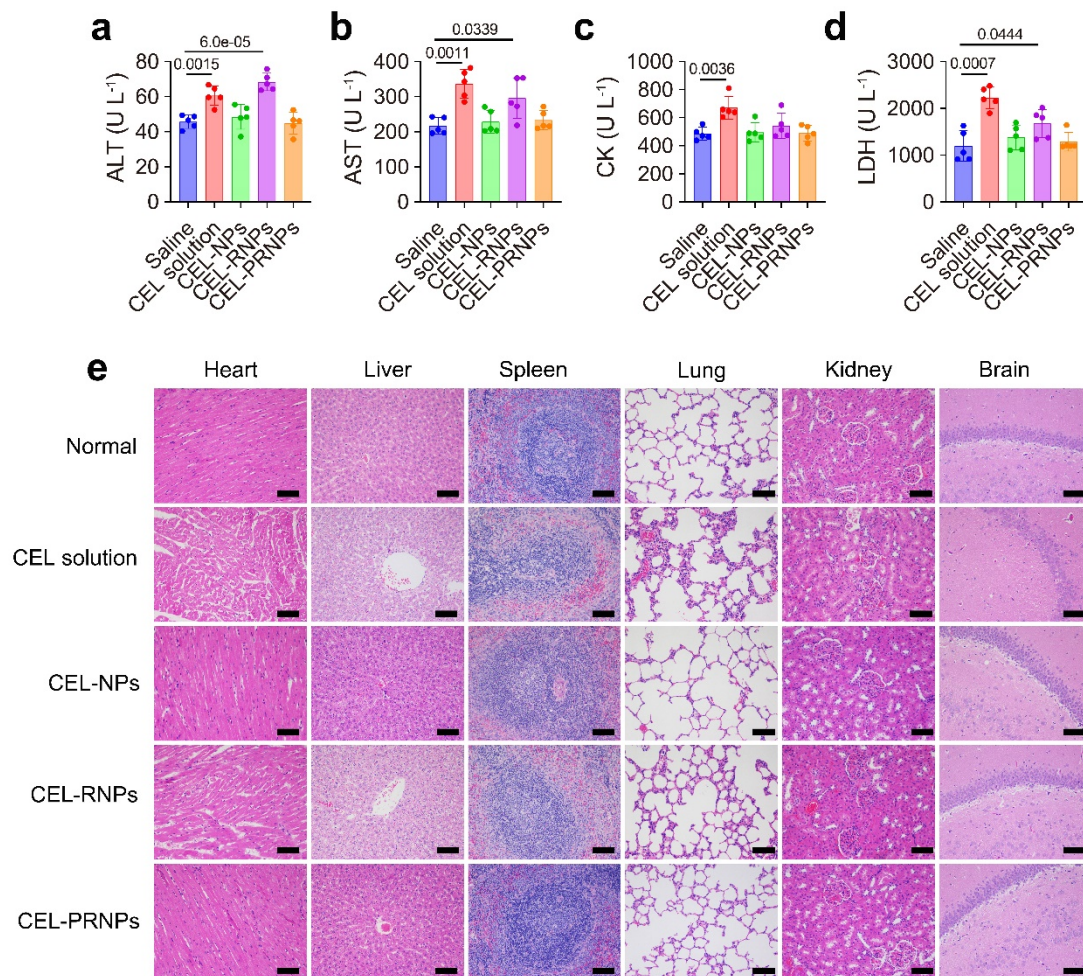 a
6.0e-05
0.0015
80
60
40
20
0
ALT (U L⁻¹)
Saline
CEL solution
CEL-NPs
CEL-RNPs
CEL-PRNPs
b
0.0339
0.0011
400
300
200
100
0
AST (U L⁻¹)
Saline
CEL solution
CEL-NPs
CEL-RNPs
CEL-PRNPs
c
0.0036
1000
800
600
400
200
0
CK (U L⁻¹)
Saline
CEL solution
CEL-NPs
CEL-RNPs
CEL-PRNPs
d
0.0444
0.0007
3000
2000
1000
0
LDH (U L⁻¹)
Saline
CEL solution
CEL-NPs
CEL-RNPs
CEL-PRNPs
e
Heart Liver Spleen Lung Kidney Brain
Normal
CEL solution
CEL-NPs
CEL-RNPs
CEL-PRNPs